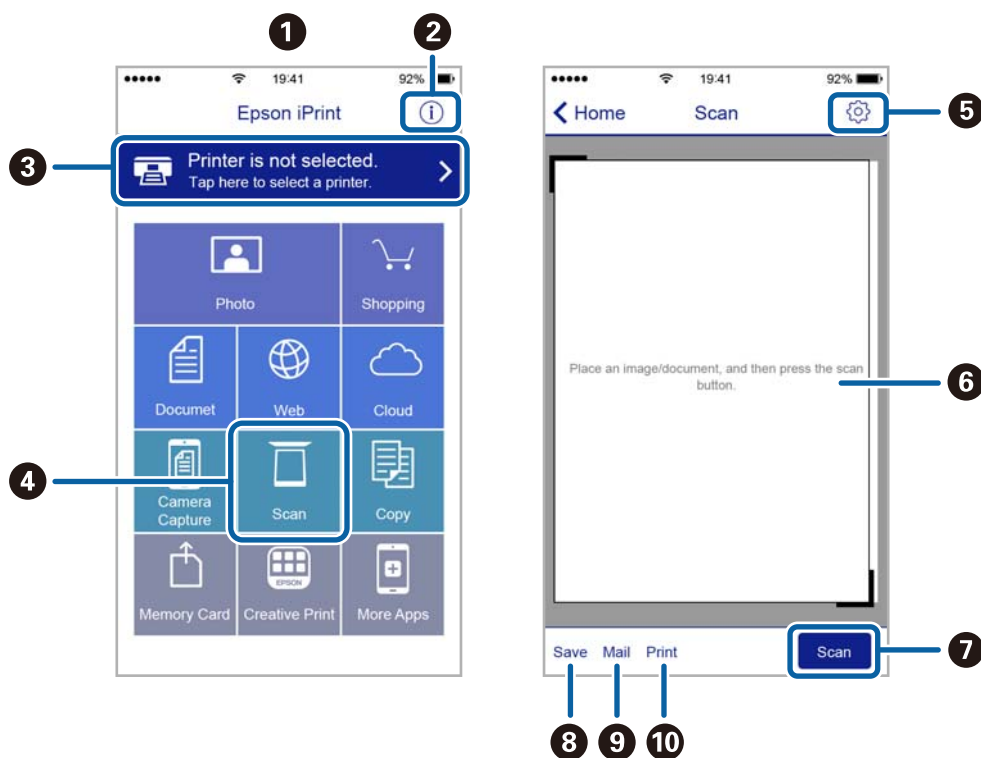 1
2
19:41
92%
Epson iPrint
i
3
Printer is not selected.
Tap here to select a printer.
Photo
Shopping
Documet
Web
Cloud
4
Camera
Capture
Scan
Copy
EPSON
Memory Card
Creative Print
More Apps
19:41
92%
Home
Scan
5
Place an image/document, and then press the scan
button.
6
Save
Mail
Print
Scan
7
8
9
10